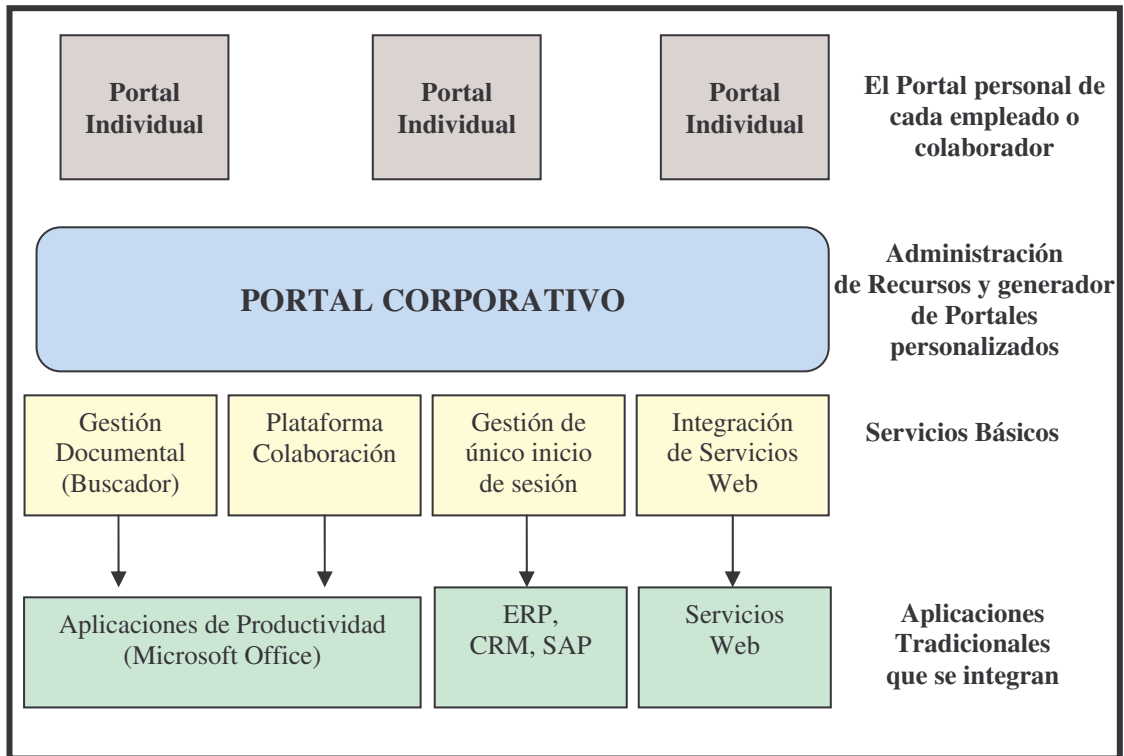 Portal
Individual
Portal
Individual
Portal
Individual
El Portal personal de
cada empleado o
colaborador
PORTAL CORPORATIVO
Administración
de Recursos y generador
de Portales
personalizados
Gestión
Documental
(Buscador)
Plataforma
Colaboración
Gestión de
único inicio
de sesión
Integración
de Servicios
Web
Servicios Básicos
Aplicaciones de Productividad
(Microsoft Office)
ERP,
CRM, SAP
Servicios
Web
Aplicaciones
Tradicionales
que se integran